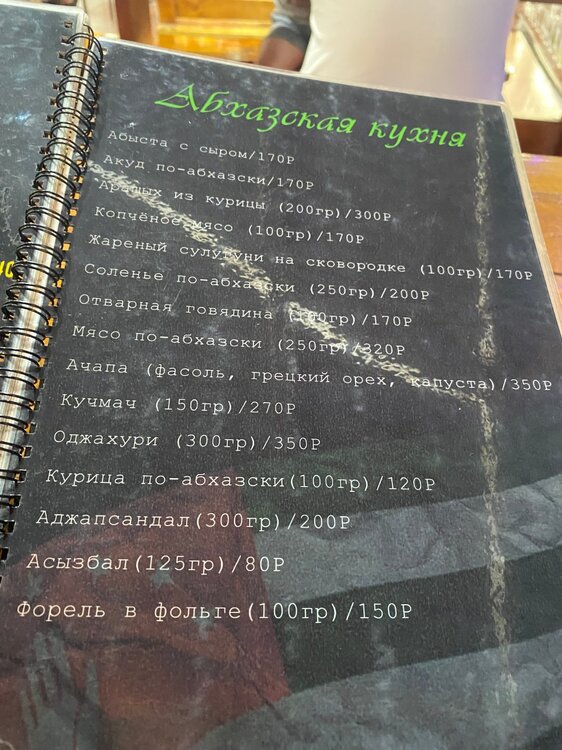 Абхазская кухня
Абыста с сыром/170Р
Акуд по-абхазски/170Р
Арашых из курицы (200гр)/300Р
Копчёное мясо (100гр)/170Р
Жареный сулугуни на сковородке (100гр)/170Р
Соленье по-абхазски (250гр)/200Р
Отварная говядина (100гр)/170Р
Мясо по-абхазски (250гр)/320Р
Ачапа (фасоль, грецкий орех, капуста)/350Р
Кучмач (150гр)/270Р
Оджахури (300гр)/350Р
Курица по-абхазски(100гр)/120Р
Аджапсандал(300гр)/200Р
Асызбал(125гр)/80Р
Форель в фольге(100гр)/150Р